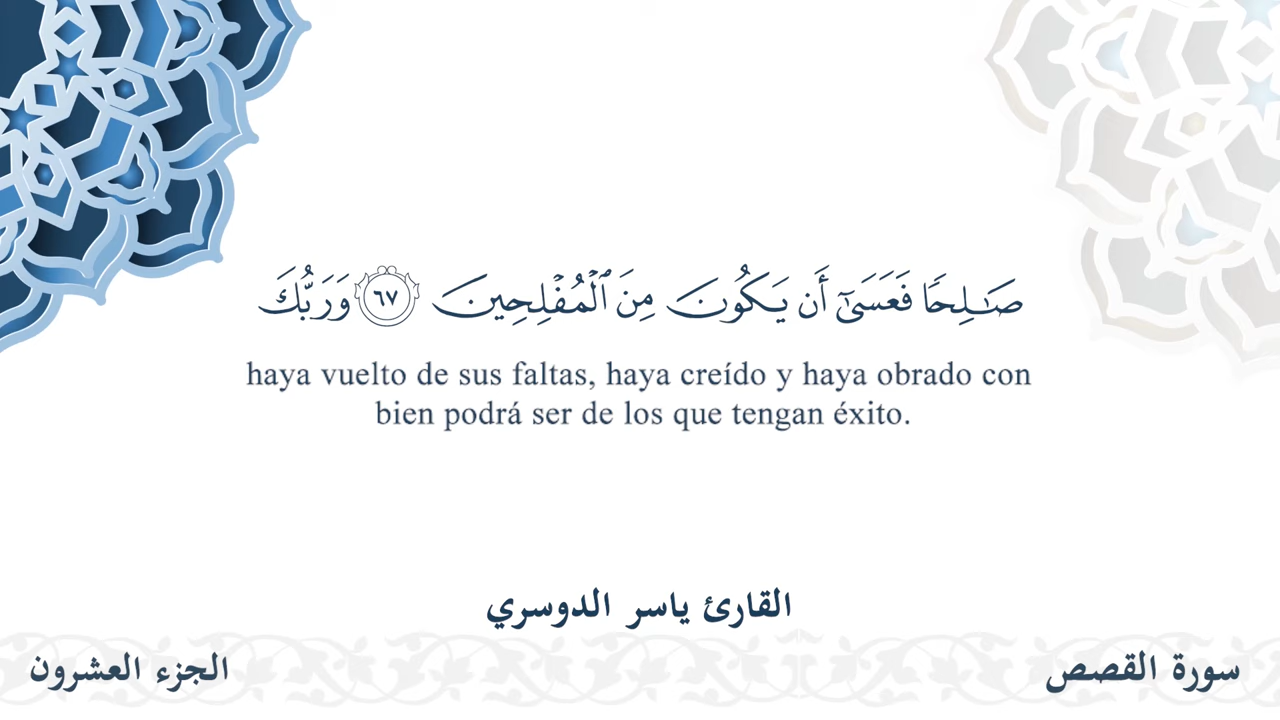 صَٰلِحًا فَعَسَىٰٓ أَن يَكُونَ مِنَ ٱلْمُفْلِحِينَ ٦٧ وَرَبُّكَ
haya vuelto de sus faltas, haya creído y haya obrado con
bien podrá ser de los que tengan éxito.
القارئ ياسر الدوسري
سورة القصص
الجزء العشرون